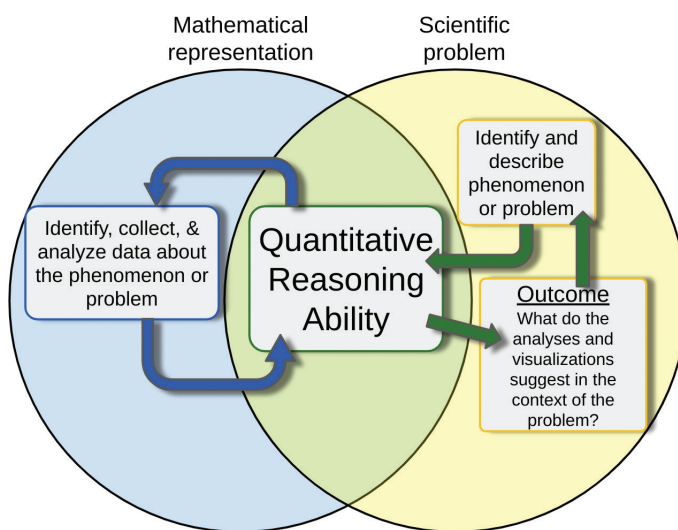 Mathematical
representation
Scientific
problem
Identify and
describe
phenomenon
or problem
Identify, collect, &
analyze data about
the phenomenon or
problem
Quantitative
Reasoning
Ability
Outcome
What do the
analyses and
visualizations
suggest in the
context of the
problem?